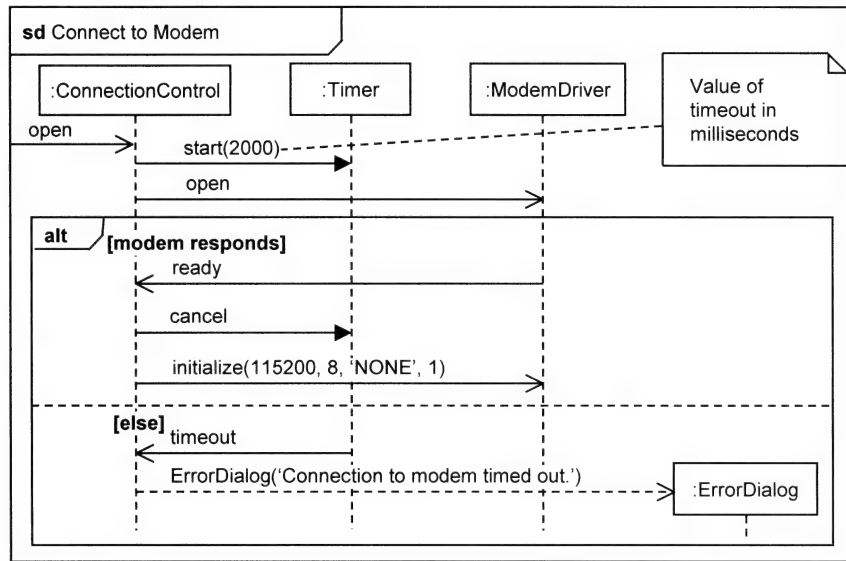 sd Connect to Modem
:ConnectionControl
:Timer
:ModemDriver
Value of
timeout in
milliseconds
open
start(2000)
open
alt
[modem responds]
ready
cancel
initialize(115200, 8, ‘NONE’, 1)
[else]
timeout
ErrorDialog(‘Connection to modem timed out.’)
:ErrorDialog